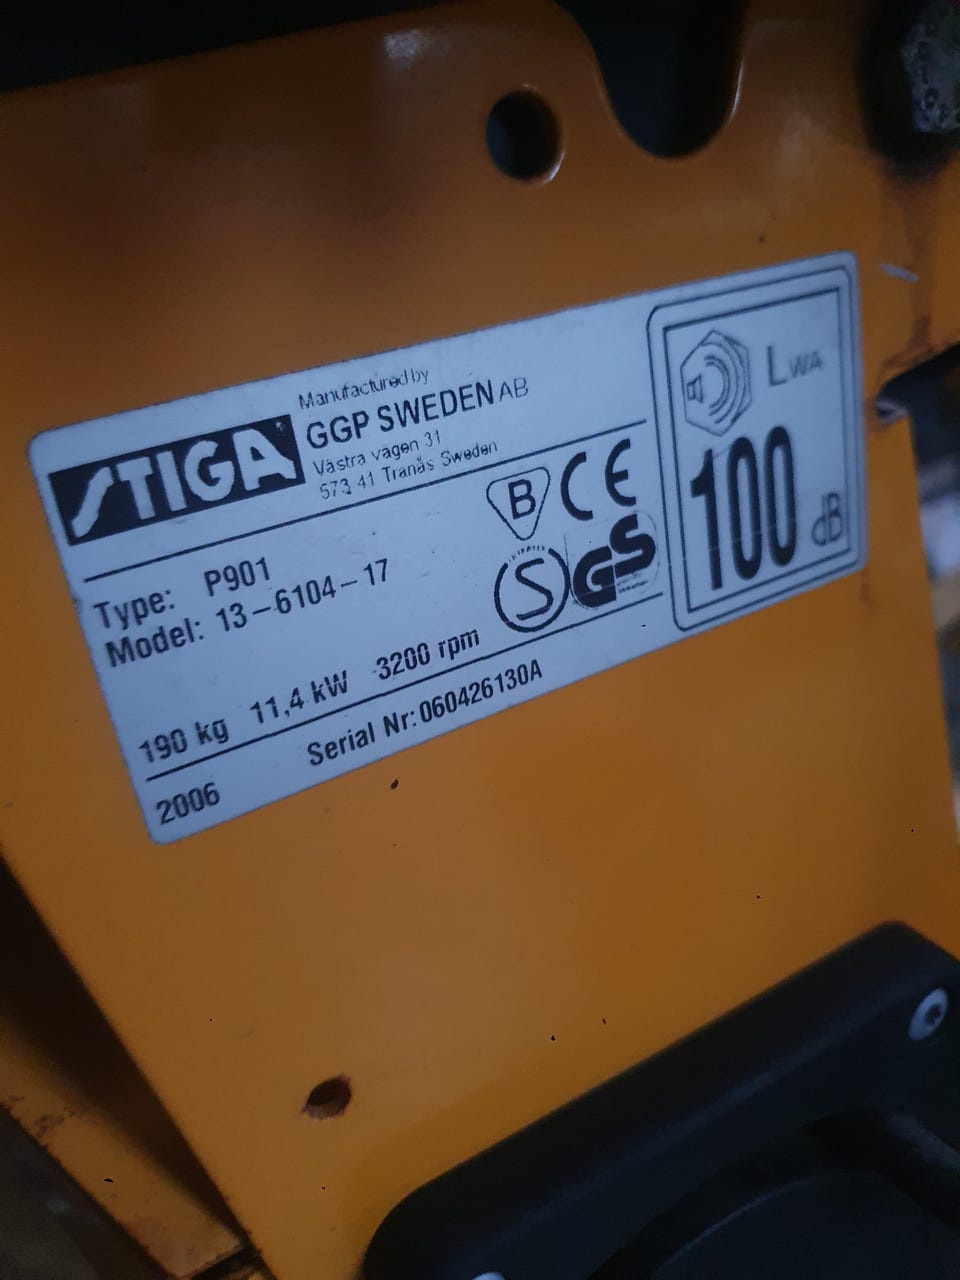 STIGA
Manufactured by
GGP SWEDEN AB
Västra vägen 31
573 41 Tranås Sweden
Type: P901
Model: 13-6104-17
B CE
S GS
190 kg 11,4 kW 3200 rpm
2006 Serial Nr: 060426130A
LWA
100 dB